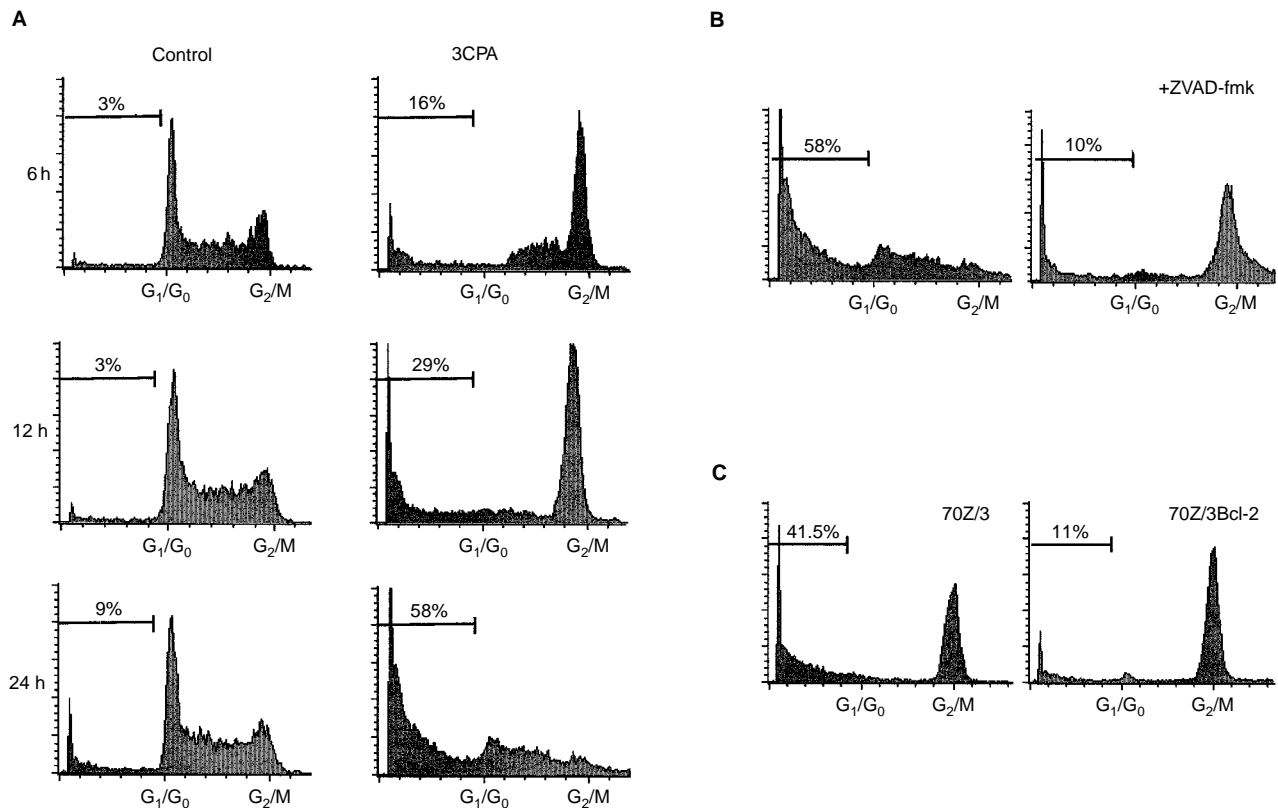 A
Control
3CPA
6 h
3%
16%
G₁/G₀
G₂/M
G₁/G₀
G₂/M
12 h
3%
29%
G₁/G₀
G₂/M
G₁/G₀
G₂/M
24 h
9%
58%
G₁/G₀
G₂/M
G₁/G₀
G₂/M
B
+ZVAD-fmk
58%
10%
G₁/G₀
G₂/M
G₁/G₀
G₂/M
C
70Z/3
70Z/3Bcl-2
41.5%
11%
G₁/G₀
G₂/M
G₁/G₀
G₂/M